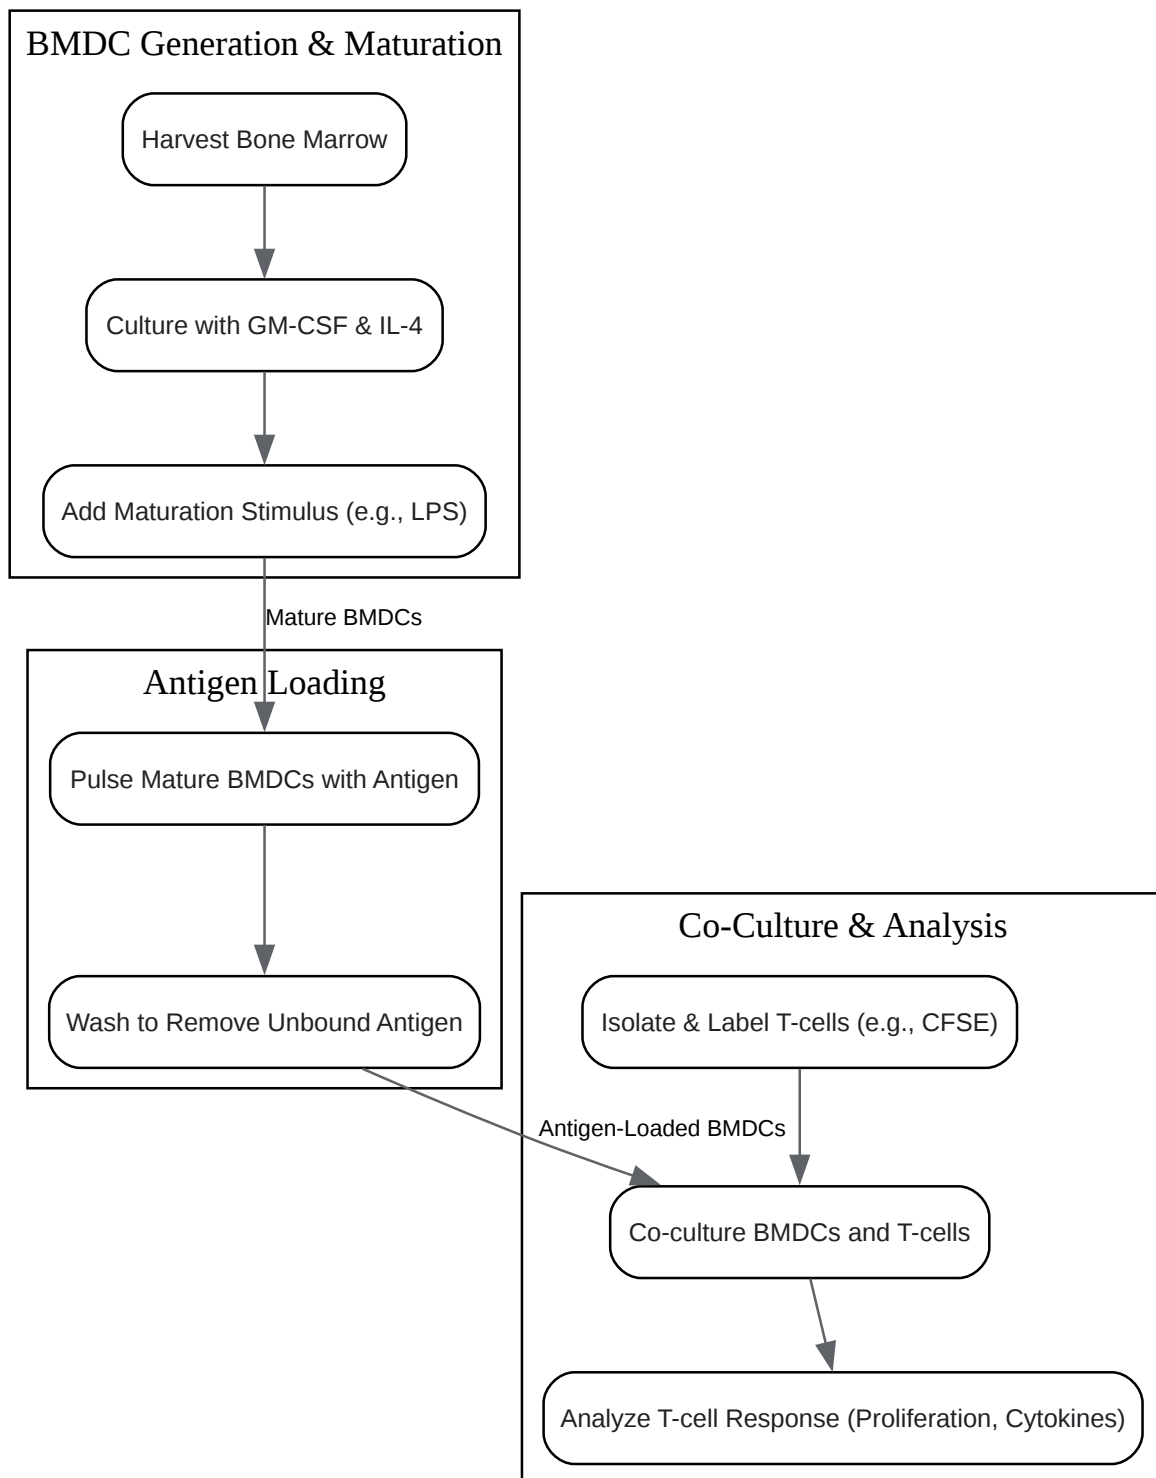 BMDC Generation & Maturation
Harvest Bone Marrow
Culture with GM-CSF & IL-4
Add Maturation Stimulus (e.g., LPS)
Mature BMDCs
Antigen Loading
Pulse Mature BMDCs with Antigen
Wash to Remove Unbound Antigen
Co-Culture & Analysis
Isolate & Label T-cells (e.g., CFSE)
Antigen-Loaded BMDCs
Co-culture BMDCs and T-cells
Analyze T-cell Response (Proliferation, Cytokines)